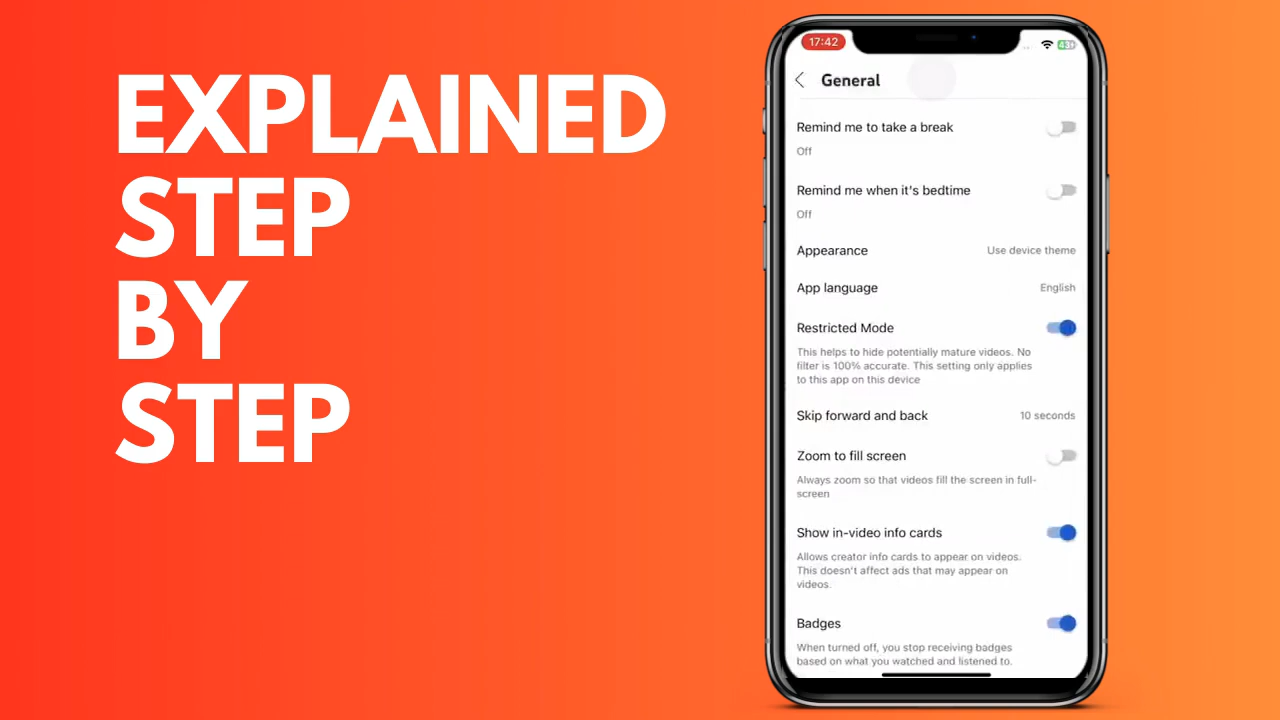 EXPLAINED
STEP
BY
STEP
17:42
General
Remind me to take a break
Off
Remind me when it's bedtime
Off
Appearance Use device theme
App language English
Restricted Mode
This helps to hide potentially mature videos. No
filter is 100% accurate. This setting only applies
to this app on this device
Skip forward and back 10 seconds
Zoom to fill screen
Always zoom so that videos fill the screen in full-
screen
Show in-video info cards
Allows creator info cards to appear on videos.
This doesn't affect ads that may appear on
videos.
Badges
When turned off, you stop receiving badges
based on what you watched and listened to.